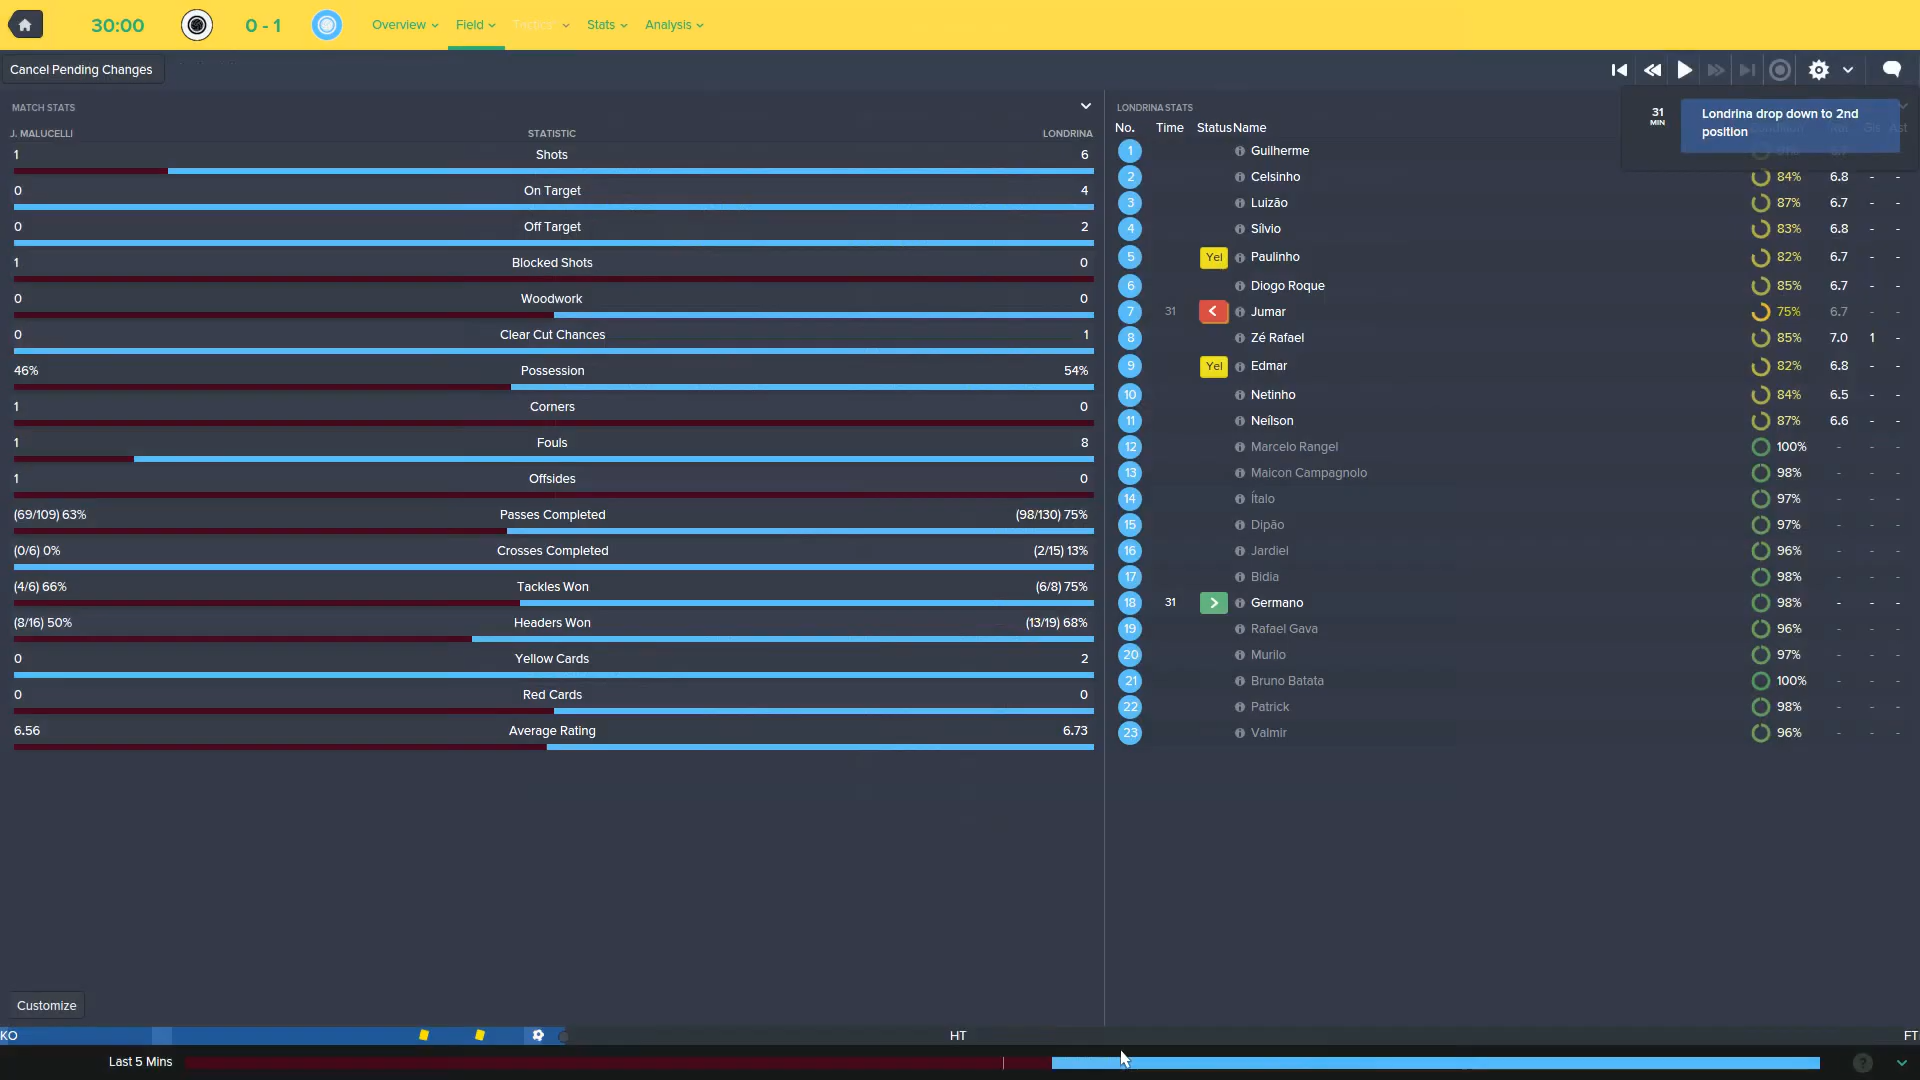 30:00 0 - 1 Overview Field Tactics Stats Analysis
Cancel Pending Changes
MATCH STATS
J. MALUCELLI STATISTIC LONDRINA
1 Shots 6
0 On Target 4
0 Off Target 2
1 Blocked Shots 0
0 Woodwork 0
0 Clear Cut Chances 1
46% Possession 54%
1 Corners 0
1 Fouls 8
1 Offsides 0
(69/109) 63% Passes Completed (98/130) 75%
(0/6) 0% Crosses Completed (2/15) 13%
(4/6) 66% Tackles Won (6/8) 75%
(8/16) 50% Headers Won (13/19) 68%
0 Yellow Cards 2
0 Red Cards 0
6.56 Average Rating 6.73
LONDRINA STATS
No. Time Status Name
31 MIN
Londrina drop down to 2nd
position
1 Guilherme
2 Celsinho 84% 6.8 - -
3 Luizão 87% 6.7 - -
4 Sílvio 83% 6.8 - -
5 Yel Paulinho 82% 6.7 - -
6 Diogo Roque 85% 6.7 - -
7 31 Jumar 75% 6.7 - -
8 Zé Rafael 85% 7.0 1 -
9 Yel Edmar 82% 6.8 - -
10 Netinho 84% 6.5 - -
11 Neílson 87% 6.6 - -
12 Marcelo Rangel 100% - - -
13 Maicon Campagnolo 98% - - -
14 Ítalo 97% - - -
15 Dipão 97% - - -
16 Jardiel 96% - - -
17 Bidia 98% - - -
18 31 Germano 98% - - -
19 Rafael Gava 96% - - -
20 Murilo 97% - - -
21 Bruno Batata 100% - - -
22 Patrick 98% - - -
23 Valmir 96% - - -
Customize
KO HT FT
Last 5 Mins ?